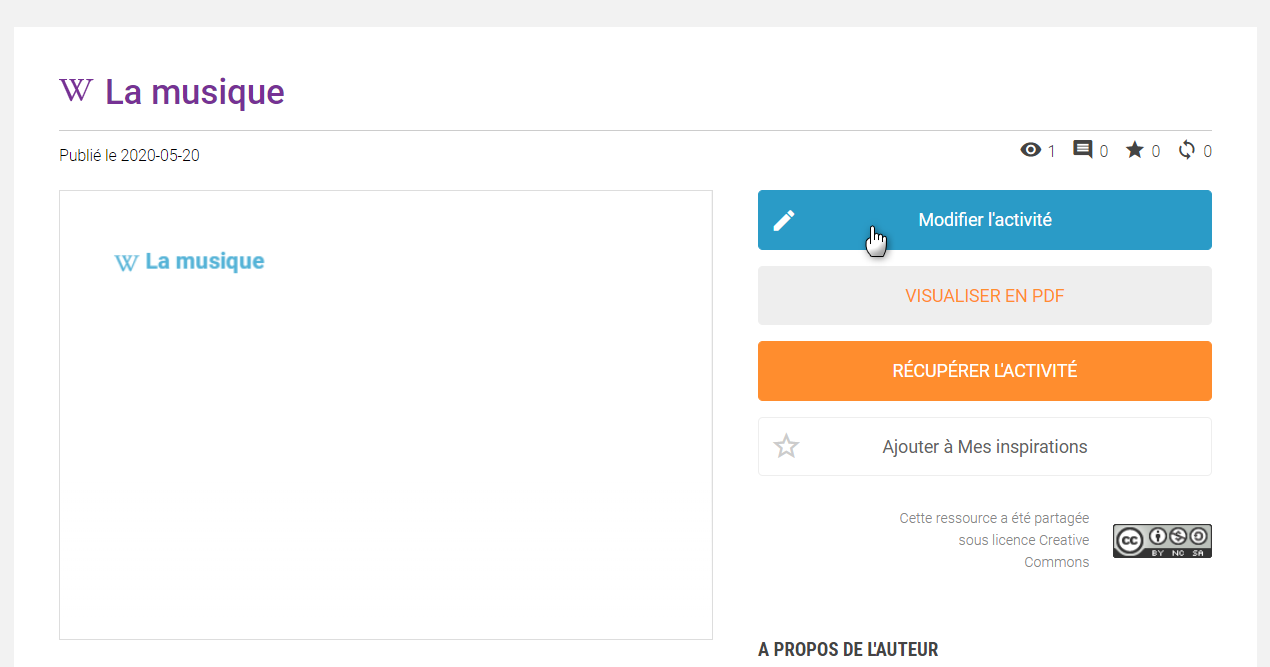 W La musique
Publié le 2020-05-20
1 0 0 0
W La musique
Modifier l'activité
VISUALISER EN PDF
RÉCUPÉRER L'ACTIVITÉ
Ajouter à Mes inspirations
Cette ressource a été partagée
sous licence Creative
Commons
cc BY NC SA
A PROPOS DE L'AUTEUR